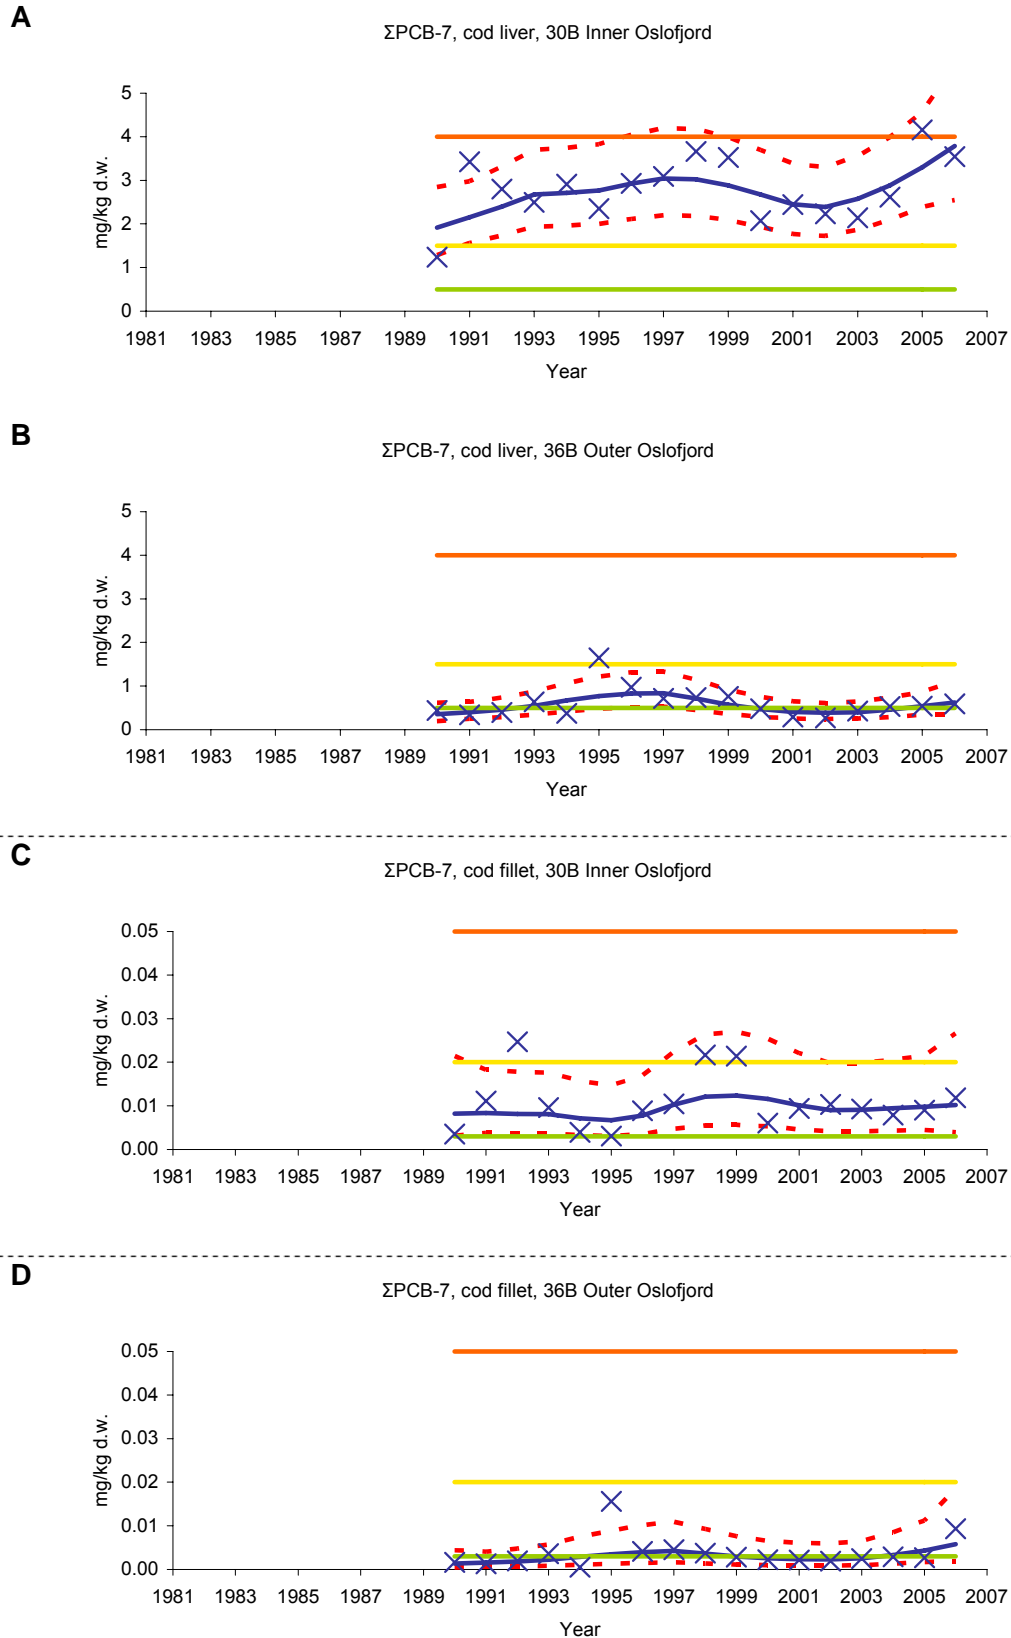 A
ΣPCB-7, cod liver, 30B Inner Oslofjord
5
4
3
2
1
0
mg/kg d.w.
1981 1983 1985 1987 1989 1991 1993 1995 1997 1999 2001 2003 2005 2007
Year
B
ΣPCB-7, cod liver, 36B Outer Oslofjord
5
4
3
2
1
0
mg/kg d.w.
1981 1983 1985 1987 1989 1991 1993 1995 1997 1999 2001 2003 2005 2007
Year
C
ΣPCB-7, cod fillet, 30B Inner Oslofjord
0.05
0.04
0.03
0.02
0.01
0.00
mg/kg d.w.
1981 1983 1985 1987 1989 1991 1993 1995 1997 1999 2001 2003 2005 2007
Year
D
ΣPCB-7, cod fillet, 36B Outer Oslofjord
0.05
0.04
0.03
0.02
0.01
0.00
mg/kg d.w.
1981 1983 1985 1987 1989 1991 1993 1995 1997 1999 2001 2003 2005 2007
Year